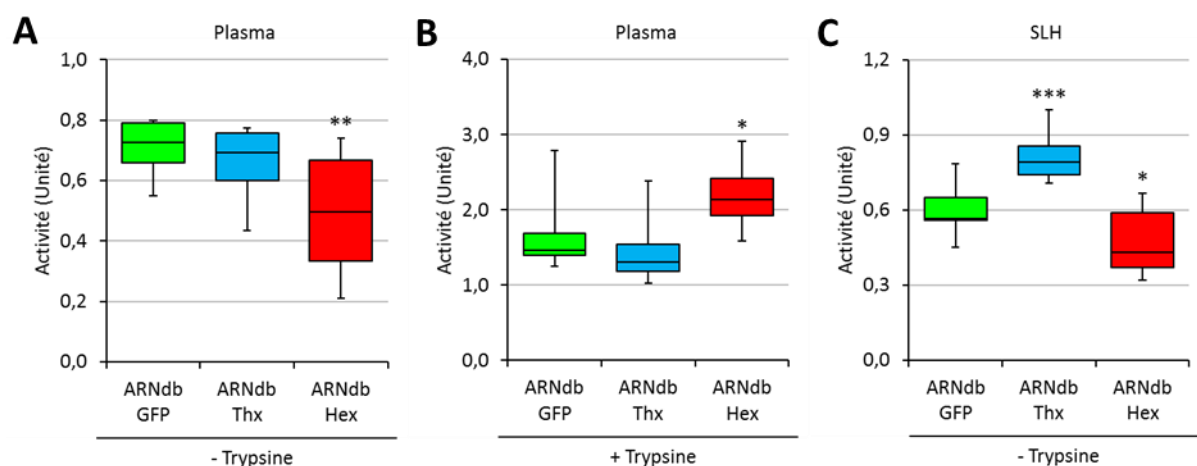 A
Plasma
Activité (Unité)
1,0
0,8
0,6
0,4
0,2
0,0
**
ARNdb ARNdb ARNdb
GFP Thx Hex
- Trypsine
B
Plasma
Activité (Unité)
4,0
3,0
2,0
1,0
0,0
*
ARNdb ARNdb ARNdb
GFP Thx Hex
+ Trypsine
C
SLH
Activité (Unité)
1,2
0,9
0,6
0,3
0,0
***
*
ARNdb ARNdb ARNdb
GFP Thx Hex
- Trypsine